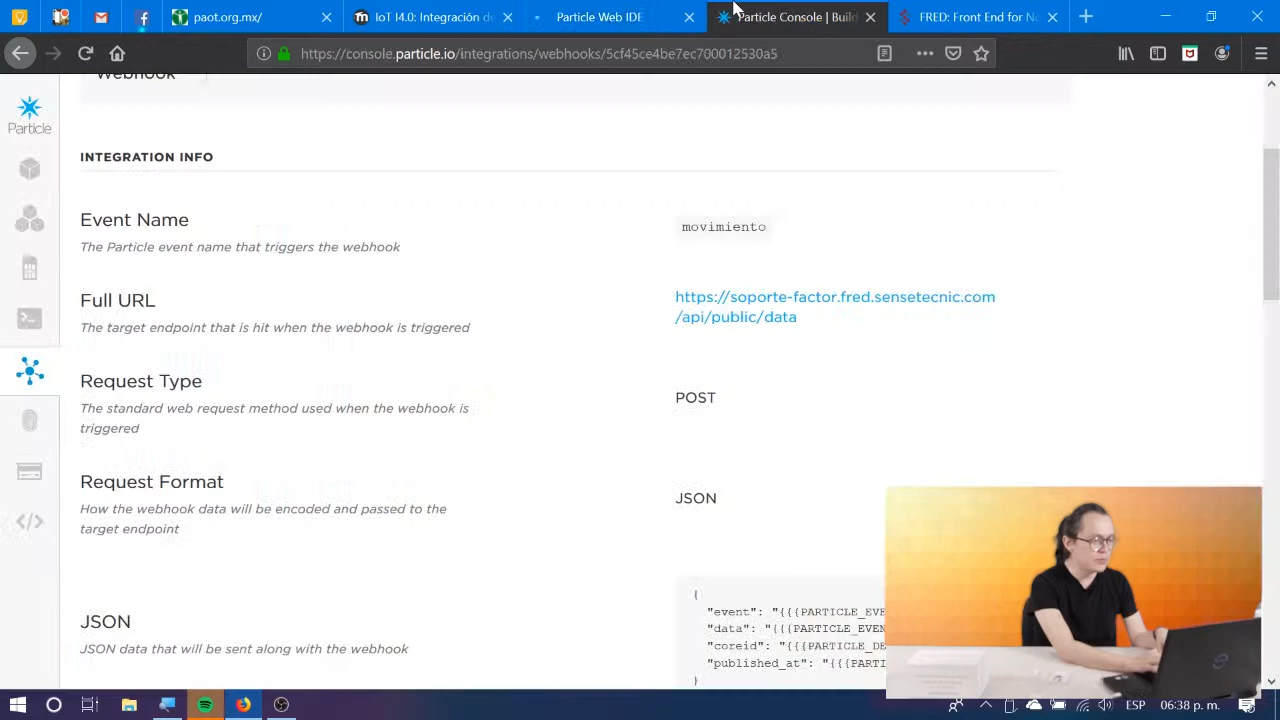 paot.org.mx/
IoT I4.0: Integración de
Particle Web IDE
Particle Console | Build
FRED: Front End for No
https://console.particle.io/integrations/webhooks/5cf45ce4be7ec700012530a5
Webhook
Particle
INTEGRATION INFO
Event Name
The Particle event name that triggers the webhook
movimiento
Full URL
The target endpoint that is hit when the webhook is triggered
https://soporte-factor.fred.sensetecnic.com
/api/public/data
Request Type
The standard web request method used when the webhook is
triggered
POST
Request Format
How the webhook data will be encoded and passed to the
target endpoint
JSON
JSON
JSON data that will be sent along with the webhook
{
"event": "{{{PARTICLE_EVE
"data": "{{{PARTICLE_EVEN
"coreid": "{{{PARTICLE_DE
"published_at": "{{{PARTI
}
ESP
06:38 p. m.